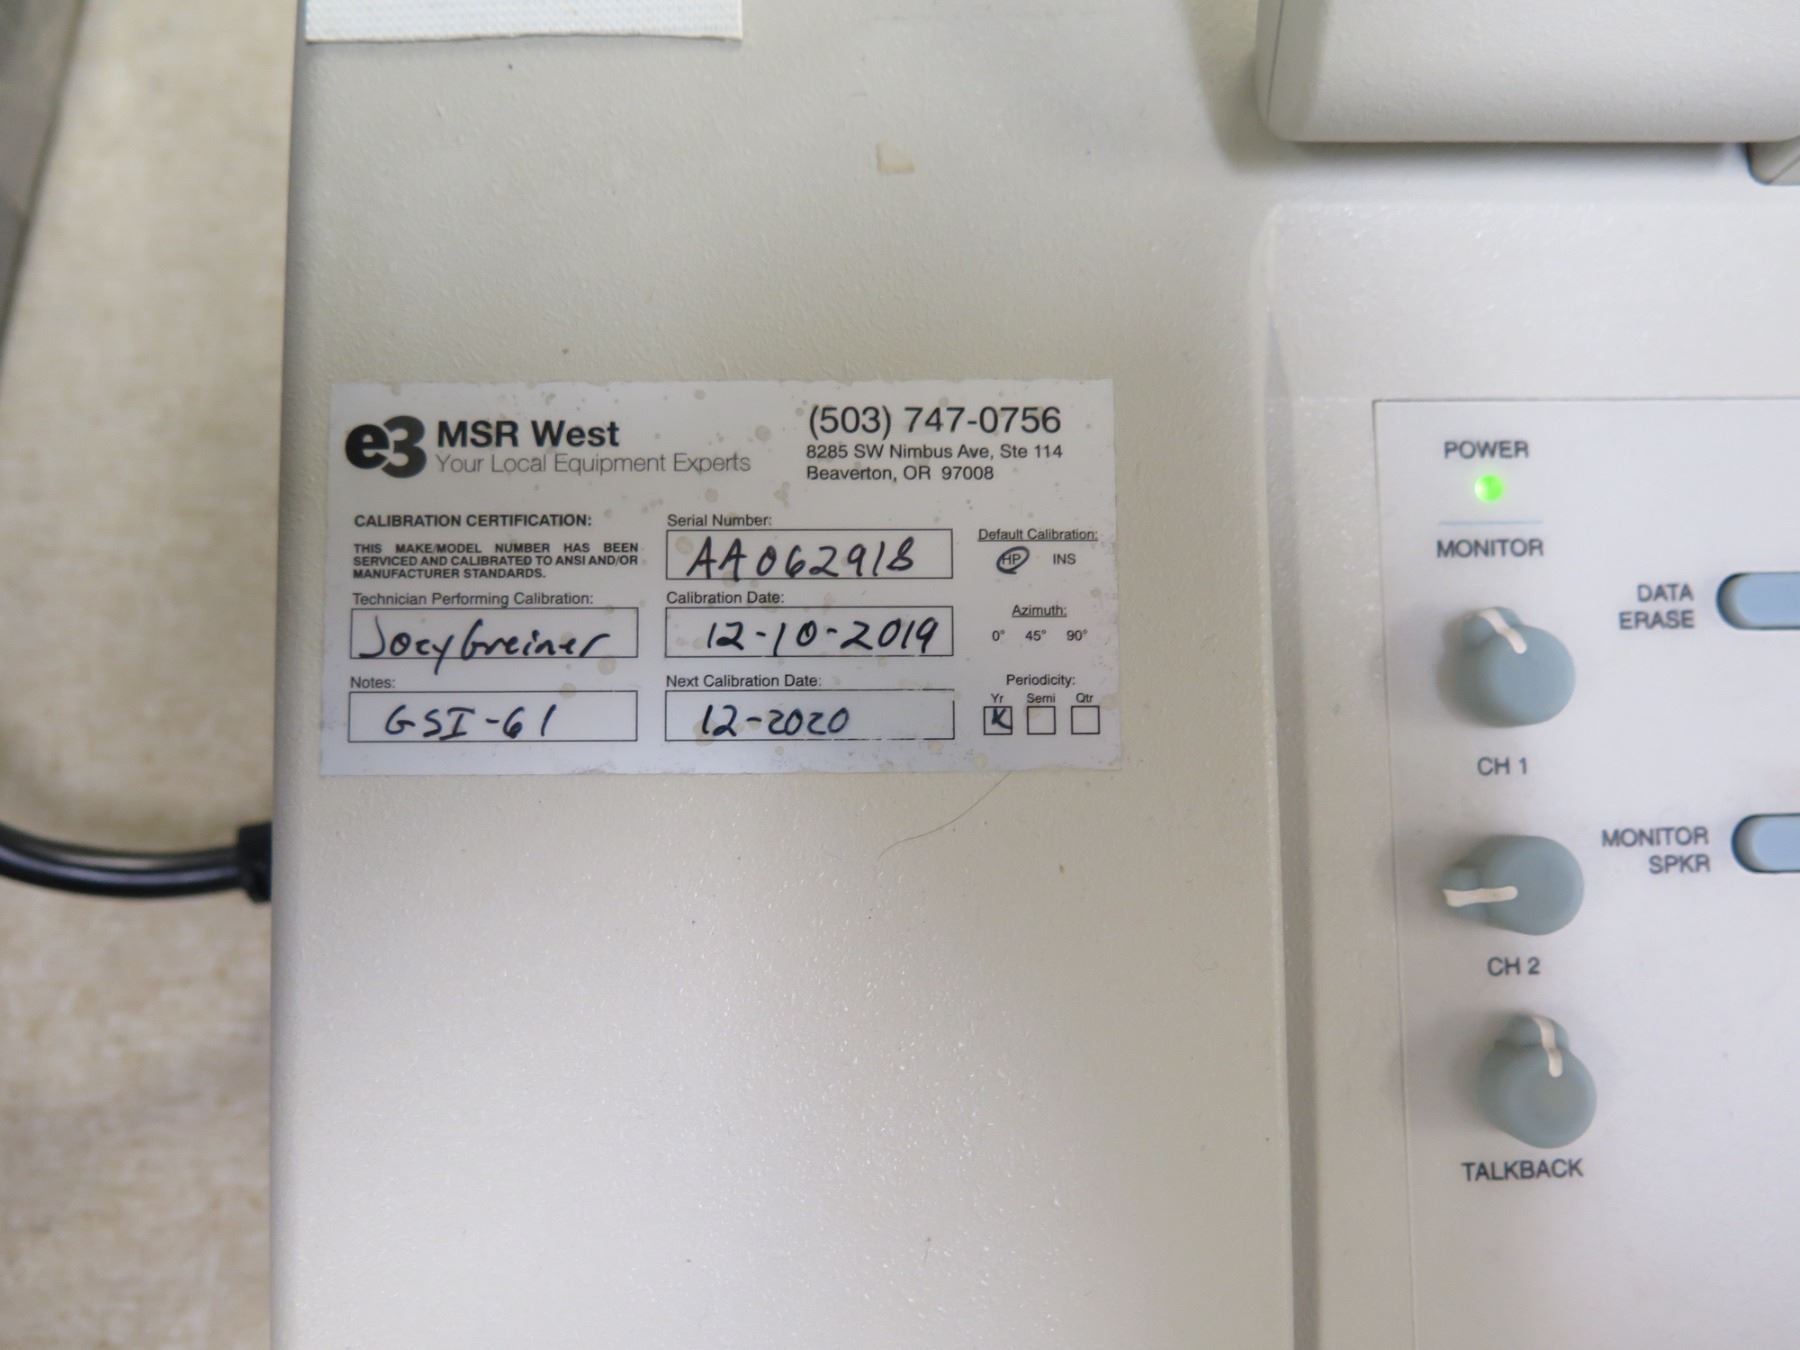 e3 MSR West
Your Local Equipment Experts
(503) 747-0756
8285 SW Nimbus Ave, Ste 114
Beaverton, OR 97008
CALIBRATION CERTIFICATION:
THIS MAKE/MODEL NUMBER HAS BEEN
SERVICED AND CALIBRATED TO ANSI AND/OR
MANUFACTURER STANDARDS.
Serial Number:
AA062918
Default Calibration:
HP INS
Technician Performing Calibration:
Joey Greiner
Calibration Date:
12-10-2019
Azimuth:
0° 45° 90°
Notes:
GSI-61
Next Calibration Date:
12-2020
Periodicity:
Yr Semi Qtr
POWER
MONITOR
DATA
ERASE
CH 1
MONITOR
SPKR
CH 2
TALKBACK